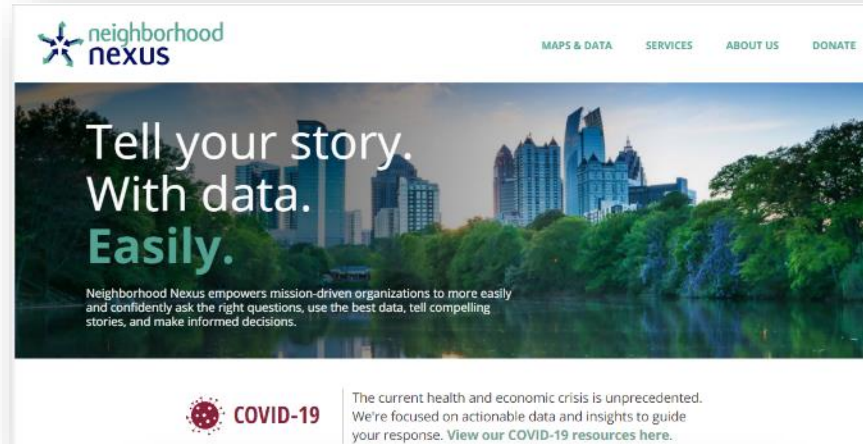 neighborhood
nexus
MAPS & DATA SERVICES ABOUT US DONATE
Tell your story.
With data.
Easily.
Neighborhood Nexus empowers mission-driven organizations to more easily
and confidently ask the right questions, use the best data, tell compelling
stories, and make informed decisions.
COVID-19
The current health and economic crisis is unprecedented.
We're focused on actionable data and insights to guide
your response. View our COVID-19 resources here.